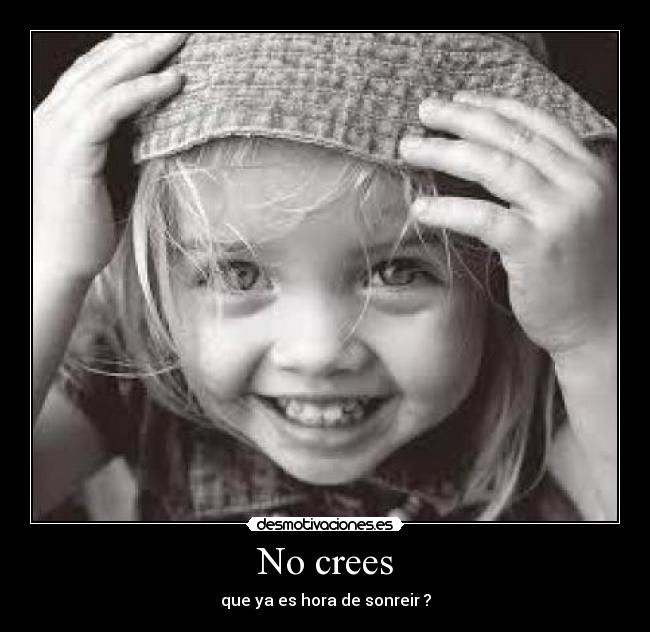 desmotivaciones.es
No crees
que ya es hora de sonreir ?